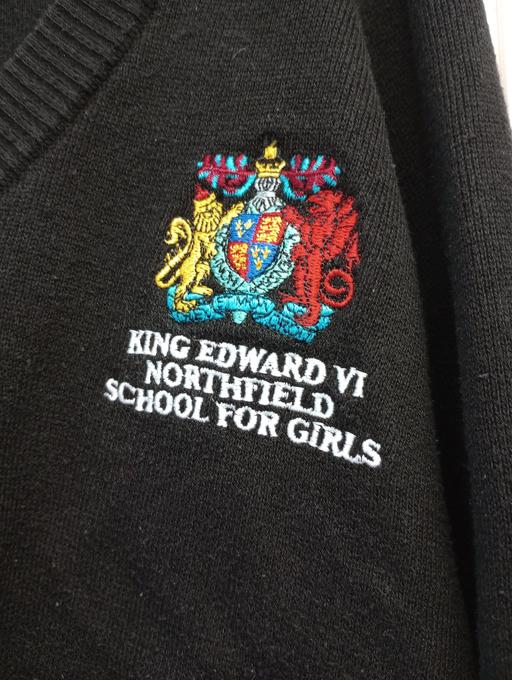 KING EDWARD VI
NORTHFIELD
SCHOOL FOR GIRLS